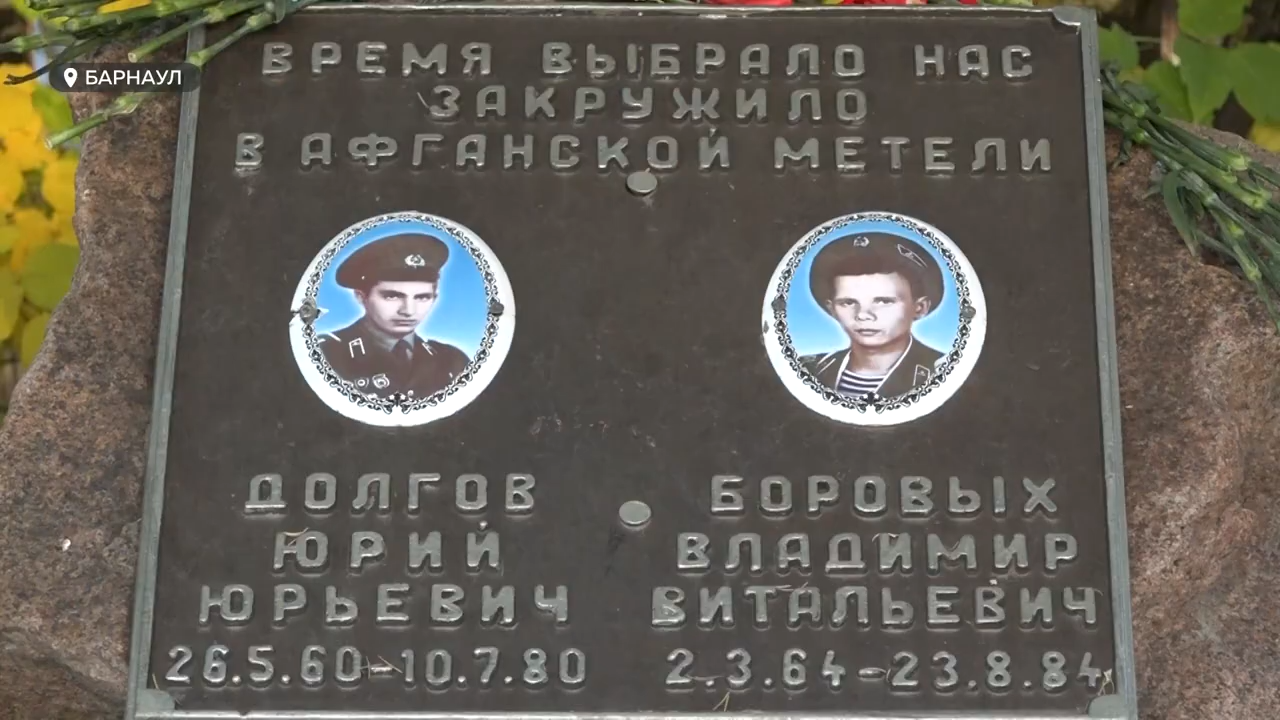 БАРНАУЛ
ВРЕМЯ ВЫБРАЛО НАС
ЗАКРУЖИЛО
В АФГАНСКОЙ МЕТЕЛИ
ДОЛГОВ
ЮРИЙ
ЮРЬЕВИЧ
26.5.60-10.7.80
БОРОВЫХ
ВЛАДИМИР
ВИТАЛЬЕВИЧ
2.3.64-23.8.84